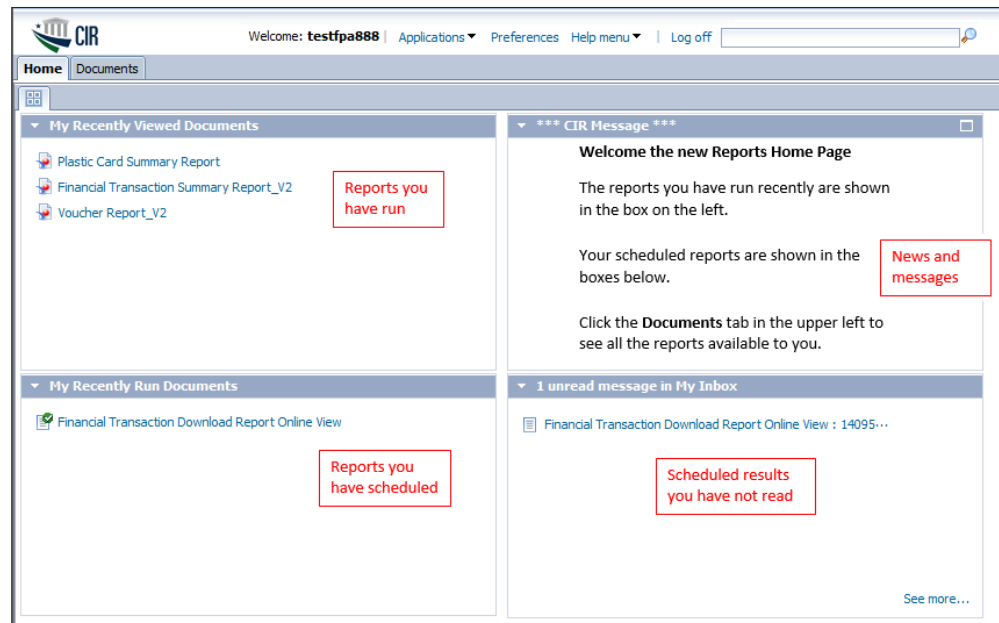 CIR
Welcome: testfpa888 | Applications Preferences Help menu | Log off
Home Documents
My Recently Viewed Documents
Plastic Card Summary Report
Financial Transaction Summary Report_V2
Voucher Report_V2
Reports you
have run
*** CIR Message ***
Welcome the new Reports Home Page
The reports you have run recently are shown
in the box on the left.
Your scheduled reports are shown in the
boxes below.
Click the Documents tab in the upper left to
see all the reports available to you.
News and
messages
My Recently Run Documents
Financial Transaction Download Report Online View
Reports you
have scheduled
1 unread message in My Inbox
Financial Transaction Download Report Online View : 14095...
Scheduled results
you have not read
See more...